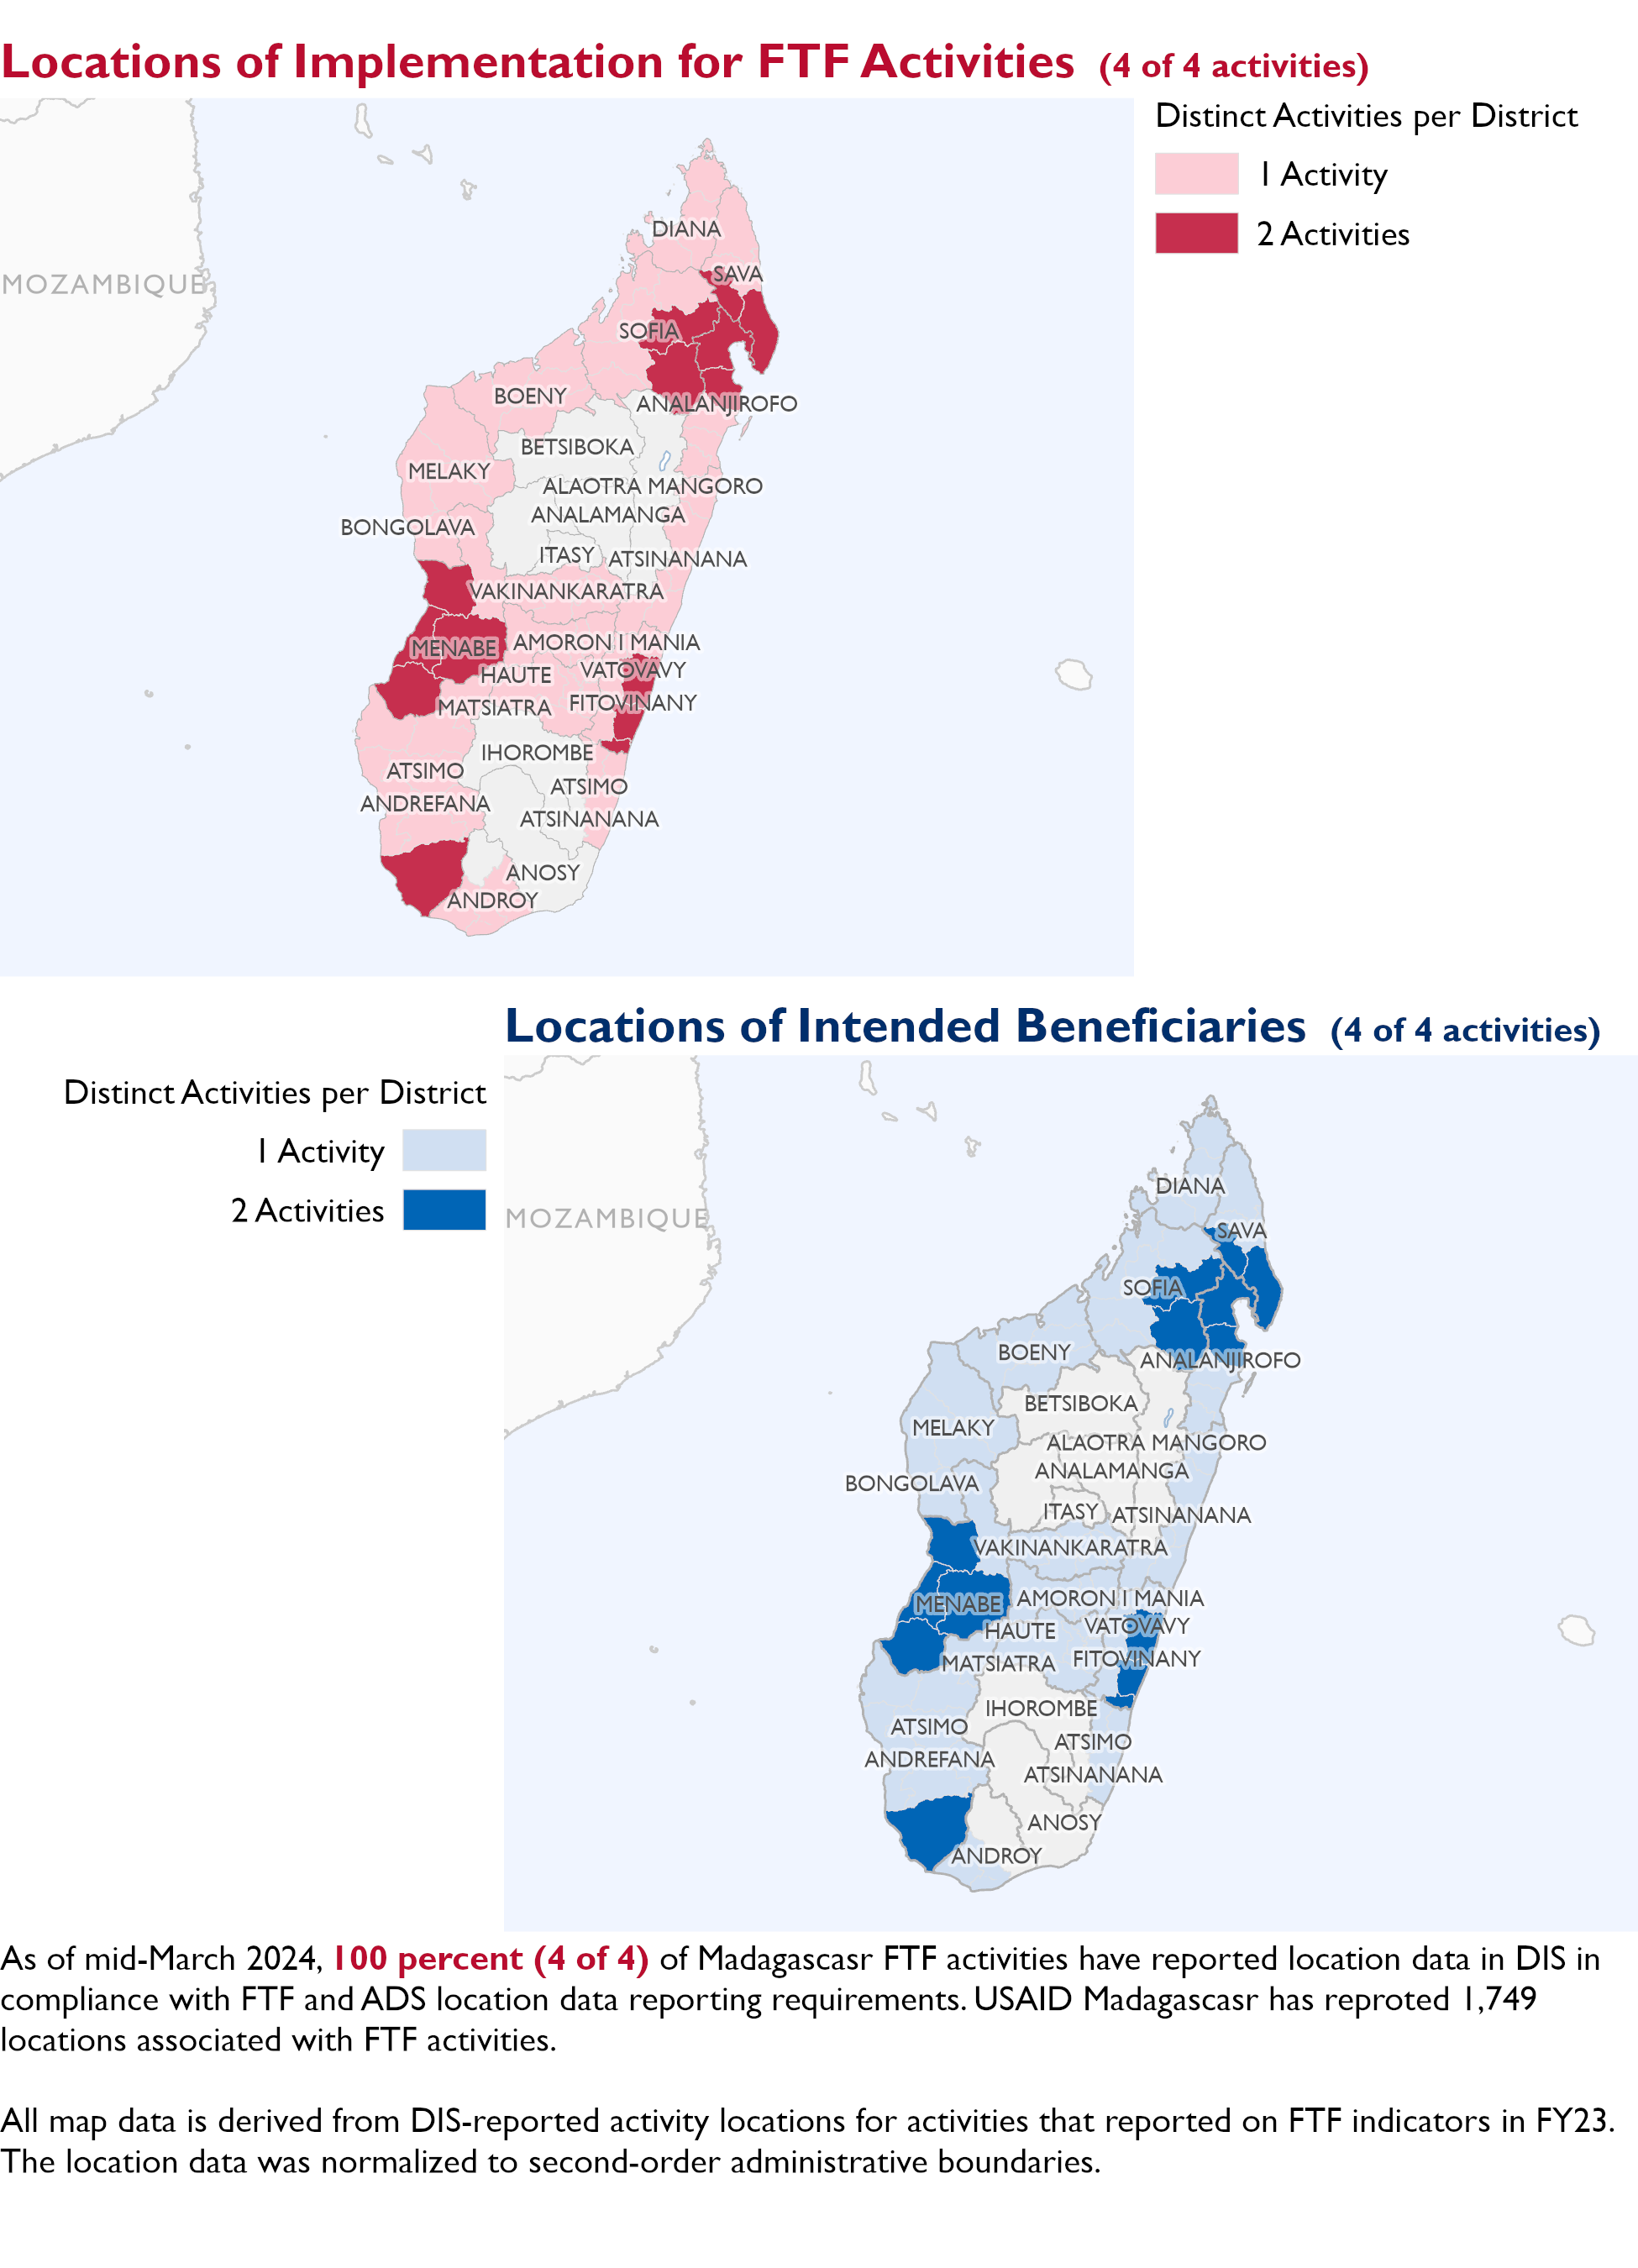 Locations of Implementation for FTF Activities (4 of 4 activities)
Distinct Activities per District
1 Activity
2 Activities
MOZAMBIQUE
DIANA
SAVA
SOFIA
BOENY
ANALANJIROFO
BETSIBOKA
MELAKY
ALAOTRA MANGORO
ANALAMANGA
BONGOLAVA
ITASY
ATSINANANA
VAKINANKARATRA
AMORON I MANIA
MENABE
VATOVAVY
HAUTE
MATSIATRA
FITOVINANY
IHOROMBE
ATSIMO
ANDREFANA
ATSIMO
ATSINANANA
ANOSY
ANDROY
Locations of Intended Beneficiaries (4 of 4 activities)
Distinct Activities per District
1 Activity
2 Activities
MOZAMBIQUE
DIANA
SAVA
SOFIA
BOENY
ANALANJIROFO
BETSIBOKA
MELAKY
ALAOTRA MANGORO
ANALAMANGA
BONGOLAVA
ITASY
ATSINANANA
VAKINANKARATRA
AMORON I MANIA
MENABE
VATOVAVY
HAUTE
MATSIATRA
FITOVINANY
IHOROMBE
ATSIMO
ANDREFANA
ATSIMO
ATSINANANA
ANOSY
ANDROY
As of mid-March 2024, 100 percent (4 of 4) of Madagascasr FTF activities have reported location data in DIS in
compliance with FTF and ADS location data reporting requirements. USAID Madagascasr has reproted 1,749
locations associated with FTF activities.
All map data is derived from DIS-reported activity locations for activities that reported on FTF indicators in FY23.
The location data was normalized to second-order administrative boundaries.